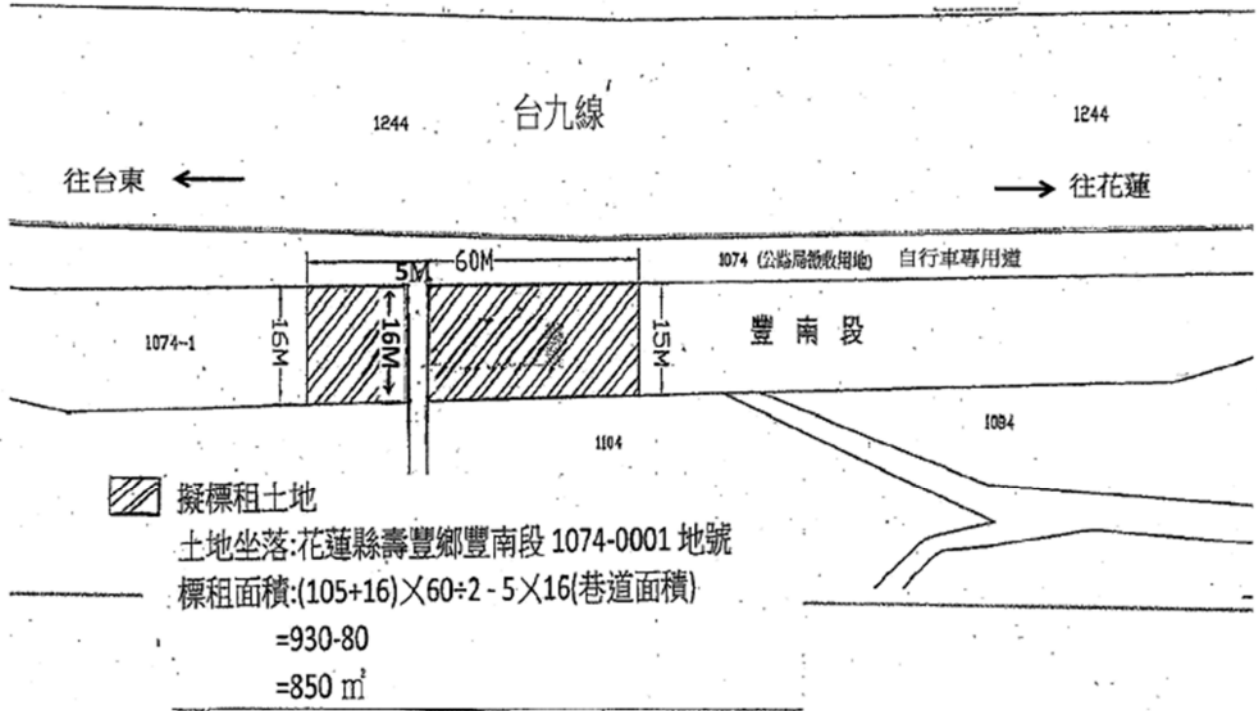 台九線
1244
1244
往台東
往花蓮
60M
5M
1074 (公路局徵收用地) 自行車專用道
1074-1
16M
16M
15M
豐南段
1104
1084
擬標租土地
土地坐落:花蓮縣壽豐鄉豐南段 1074-0001 地號
標租面積:(105+16)×60÷2 - 5×16(巷道面積)
=930-80
=850 ㎡